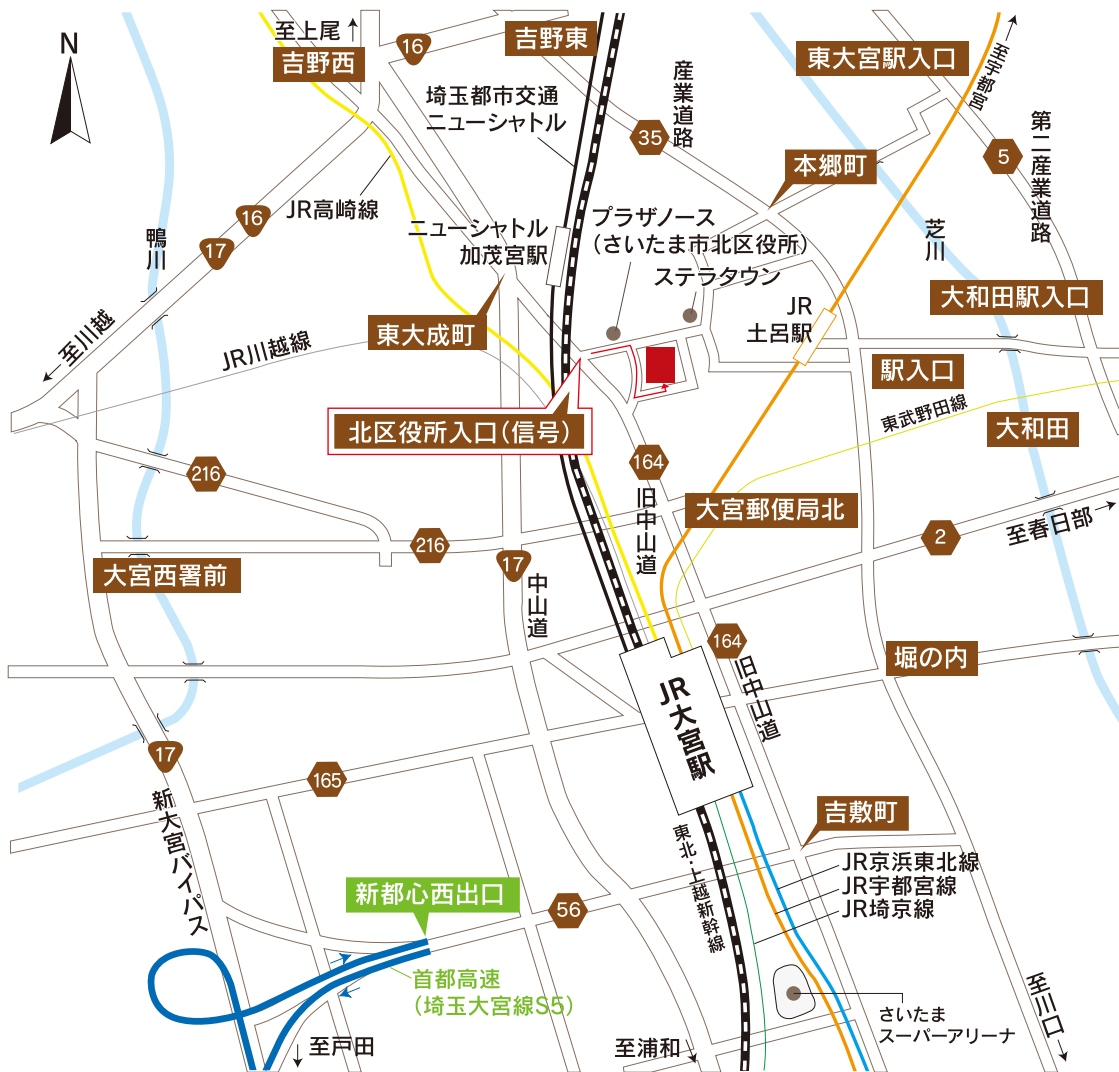 N
至上尾
吉野西
16
吉野東
埼玉都市交通
ニューシャトル
産業道路
35
東大宮駅入口
至宇都宮
第二産業道路
5
本郷町
JR高崎線
16
17
鴨川
ニューシャトル
加茂宮駅
プラザノース
(さいたま市北区役所)
ステラタウン
芝川
大和田駅入口
至川越
JR川越線
東大成町
JR
土呂駅
駅入口
東武野田線
大和田
北区役所入口(信号)
216
164
旧中山道
大宮郵便局北
2
至春日部
216
17
中山道
大宮西署前
164
旧中山道
堀の内
JR大宮駅
17
新大宮バイパス
165
吉敷町
東北・上越新幹線
JR京浜東北線
JR宇都宮線
JR埼京線
新都心西出口
56
首都高速
(埼玉大宮線S5)
さいたま
スーパーアリーナ
至戸田
至浦和
至川口